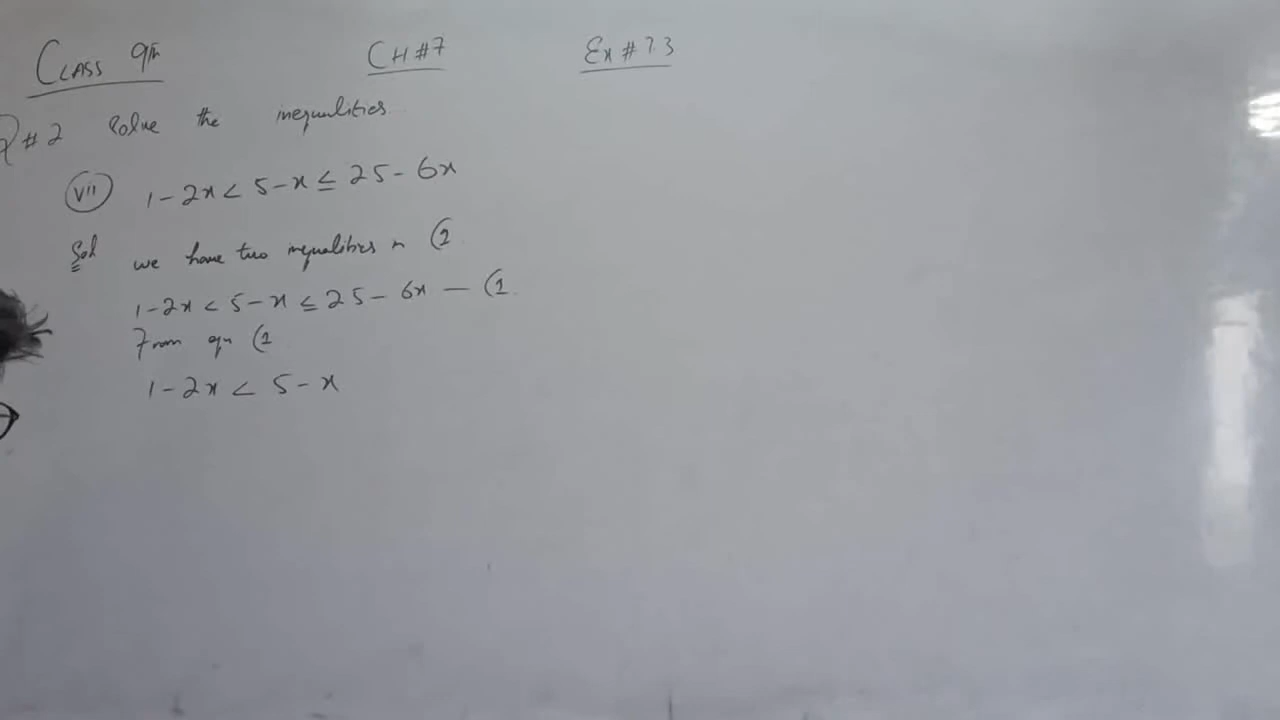 CLASS 9th CH#7 Ex#7.3
Q#2 Solve the inequalities
vii 1-2x < 5-x ≤ 25-6x
Sol we have two inequalities in (1
1-2x < 5-x ≤ 25-6x — (1
From eqn (1
1-2x < 5-x